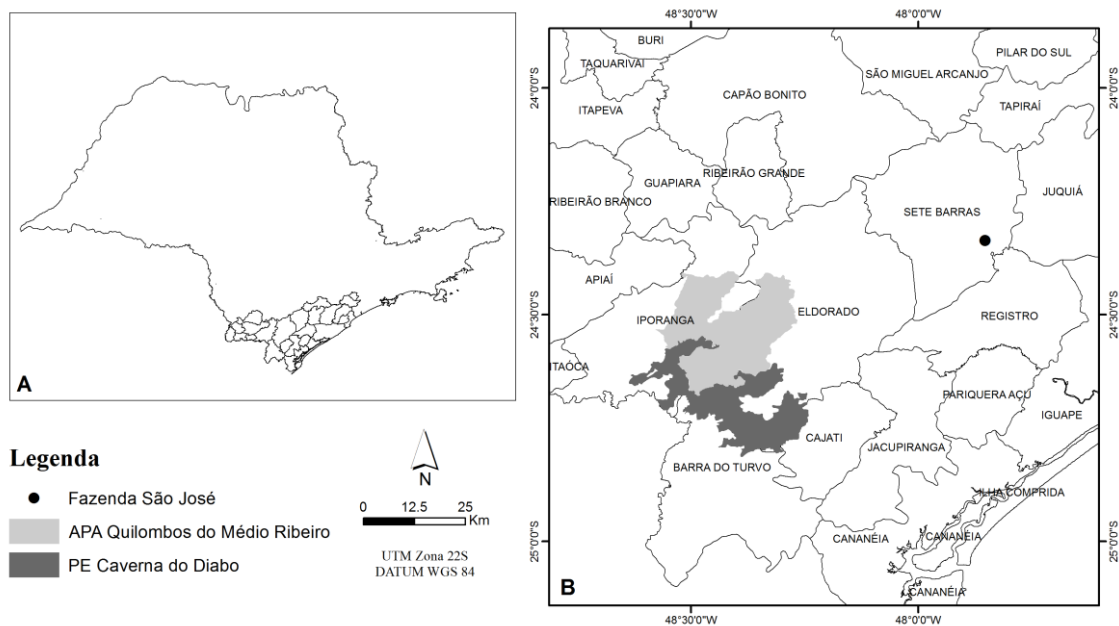 A
Legenda
Fazenda São José
APA Quilombos do Médio Ribeiro
PE Caverna do Diabo
N
0 12.5 25
Km
UTM Zona 22S
DATUM WGS 84
48°30'0"W 48°0'0"W
BURI
PILAR DO SUL
TAQUARIVAI
SÃO MIGUEL ARCANJO
24°0'0"S 24°0'0"S
CAPÃO BONITO
TAPIRAÍ
ITAPEVA
RIBEIRÃO GRANDE
GUAPIARA
JUQUIÁ
RIBEIRÃO BRANCO
SETE BARRAS
APIAÍ
ELDORADO
24°30'0"S 24°30'0"S
IPORANGA
REGISTRO
ITAÓCA
PARIQUERA AÇU
IGUAPE
CAJATI
JACUPIRANGA
BARRA DO TURVO
ILHA COMPRIDA
CANANÉIA CANANÉIA
25°0'0"S 25°0'0"S
CANANÉIA
B
48°30'0"W 48°0'0"W